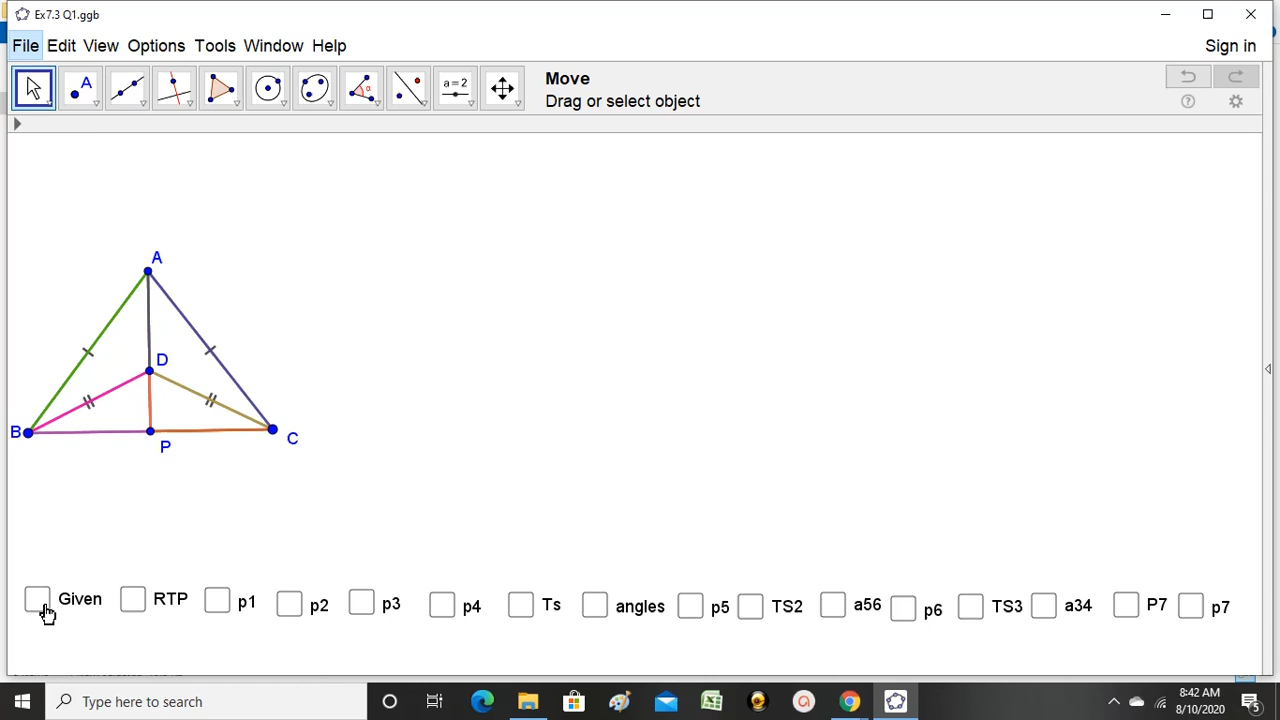 Ex7.3 Q1.ggb
File Edit View Options Tools Window Help Sign in
A α a=2
Move
Drag or select object
A
D
B
C
P
Given RTP p1 p2 p3 p4 Ts angles p5 TS2 a56 p6 TS3 a34 P7 p7
Type here to search
8:42 AM
8/10/2020
5